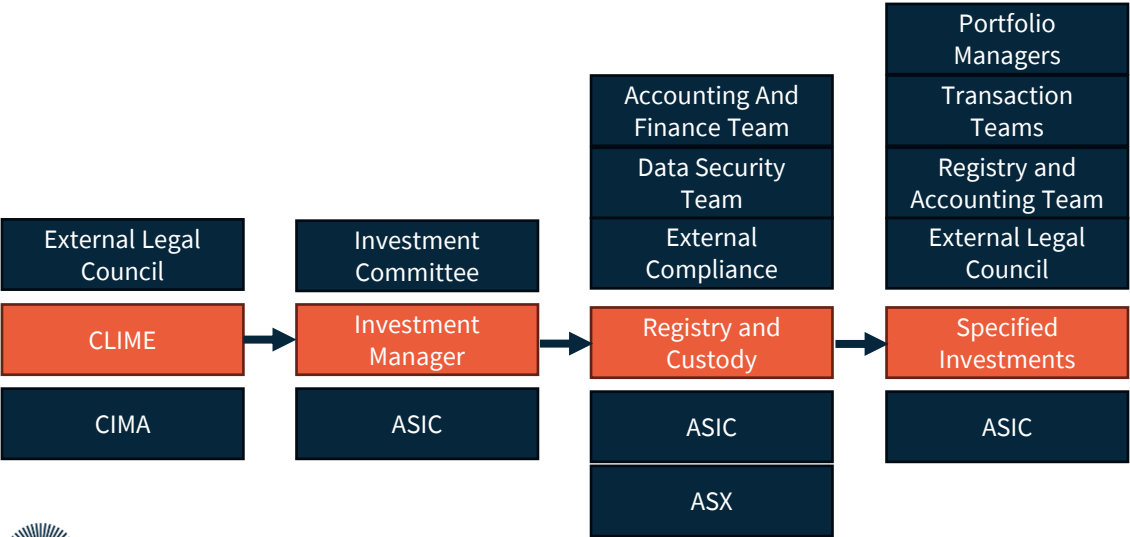 External Legal
Council
CLIME
CIMA
Investment
Committee
Investment
Manager
ASIC
Accounting And
Finance Team
Data Security
Team
External
Compliance
Registry and
Custody
ASIC
ASX
Portfolio
Managers
Transaction
Teams
Registry and
Accounting Team
External Legal
Council
Specified
Investments
ASIC